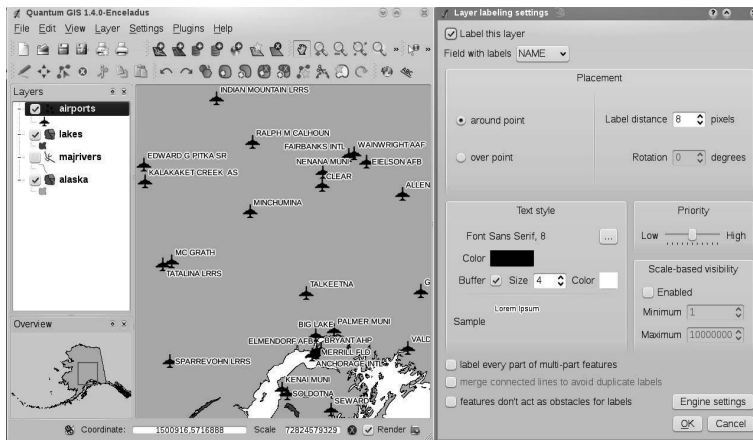 Quantum GIS 1.4.0-Enceladus
File Edit View Layer Settings Plugins Help
Layers
airports
lakes
majrivers
alaska
INDIAN MOUNTAIN LRRS
RALPH M CALHOUN
FAIRBANKS INTL
WAINWRIGHT AAF
EDWARD G PITKA SR
NENANA MUNI
EIELSON AFB
KALAKAKET CREEK AS
CLEAR
ALLEN
MINCHUMINA
MC GRATH
TATALINA LRRS
TALKEETNA
G
Overview
BIG LAKE
PALMER MUNI
ELMENDORF AFB
BRYANT AHP
VALD
MERRILL FLD
SPARREVOHN LRRS
ANCHORAGE INTL
KENAI MUNI
SOLDOTNA
SEWARD
Coordinate: 1500916,5716888 Scale 72824579329 Render
Layer labeling settings
Label this layer
Field with labels NAME
Placement
around point
Label distance 8 pixels
over point
Rotation 0 degrees
Text style
Font Sans Serif, 8 ...
Color
Buffer Size 4 Color
Lorem Ipsum
Sample
Priority
Low High
Scale-based visibility
Enabled
Minimum 1
Maximum 10000000
label every part of multi-part features
merge connected lines to avoid duplicate labels
features don't act as obstacles for labels
Engine settings
OK Cancel